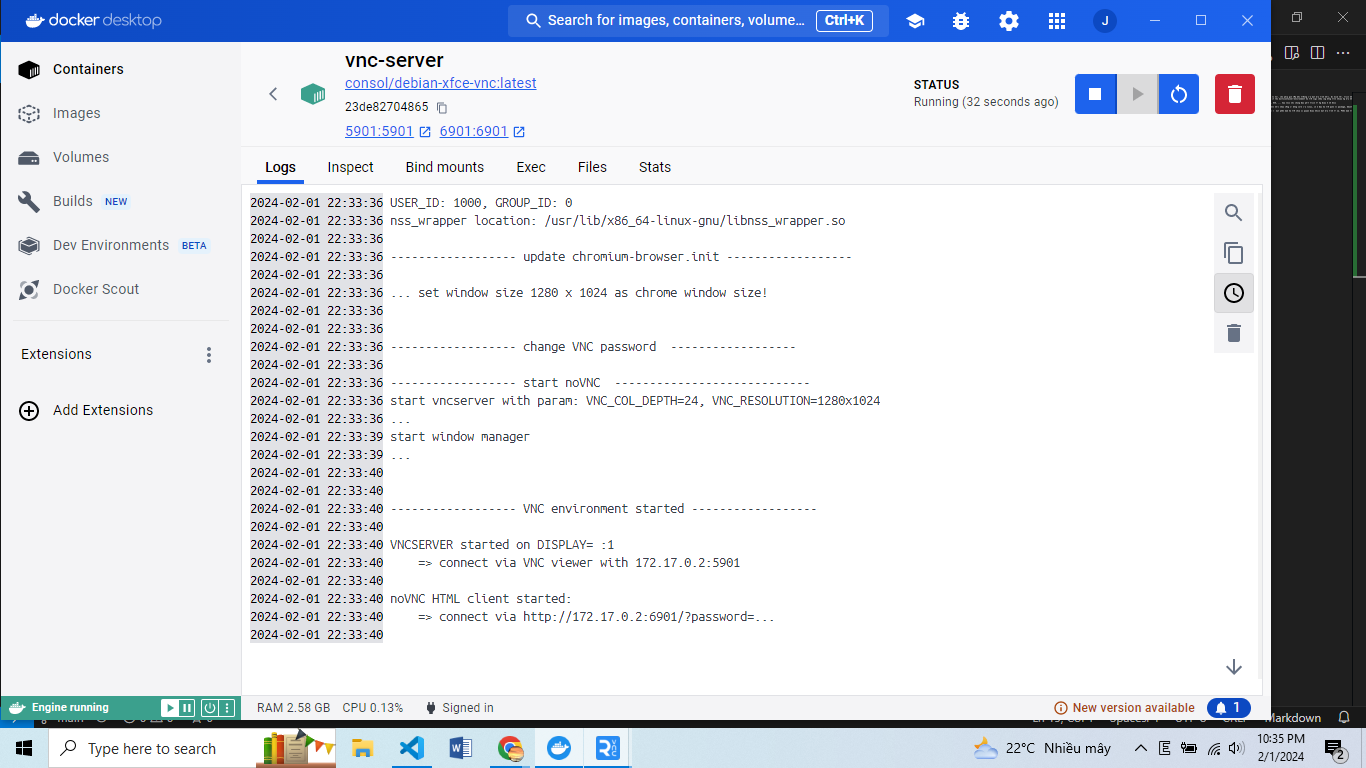 docker desktop
Search for images, containers, volume... Ctrl+K
J
Containers
Images
Volumes
Builds NEW
Dev Environments BETA
Docker Scout
Extensions
Add Extensions
vnc-server
consol/debian-xfce-vnc:latest
23de82704865
5901:5901 6901:6901
STATUS
Running (32 seconds ago)
Logs Inspect Bind mounts Exec Files Stats
2024-02-01 22:33:36 USER_ID: 1000, GROUP_ID: 0
2024-02-01 22:33:36 nss_wrapper location: /usr/lib/x86_64-linux-gnu/libnss_wrapper.so
2024-02-01 22:33:36
2024-02-01 22:33:36 ------------------ update chromium-browser.init ------------------
2024-02-01 22:33:36
2024-02-01 22:33:36 ... set window size 1280 x 1024 as chrome window size!
2024-02-01 22:33:36
2024-02-01 22:33:36
2024-02-01 22:33:36 ------------------ change VNC password  ------------------
2024-02-01 22:33:36
2024-02-01 22:33:36 ------------------ start noVNC  ----------------------------
2024-02-01 22:33:36 start vncserver with param: VNC_COL_DEPTH=24, VNC_RESOLUTION=1280x1024
2024-02-01 22:33:36 ...
2024-02-01 22:33:39 start window manager
2024-02-01 22:33:39 ...
2024-02-01 22:33:40
2024-02-01 22:33:40
2024-02-01 22:33:40 ------------------ VNC environment started ------------------
2024-02-01 22:33:40
2024-02-01 22:33:40 VNCSERVER started on DISPLAY= :1
2024-02-01 22:33:40     => connect via VNC viewer with 172.17.0.2:5901
2024-02-01 22:33:40
2024-02-01 22:33:40 noVNC HTML client started:
2024-02-01 22:33:40     => connect via http://172.17.0.2:6901/?password=...
2024-02-01 22:33:40
Engine running
RAM 2.58 GB CPU 0.13% Signed in
New version available 1
Markdown
Type here to search
22°C Nhiều mây
10:35 PM
2/1/2024
2